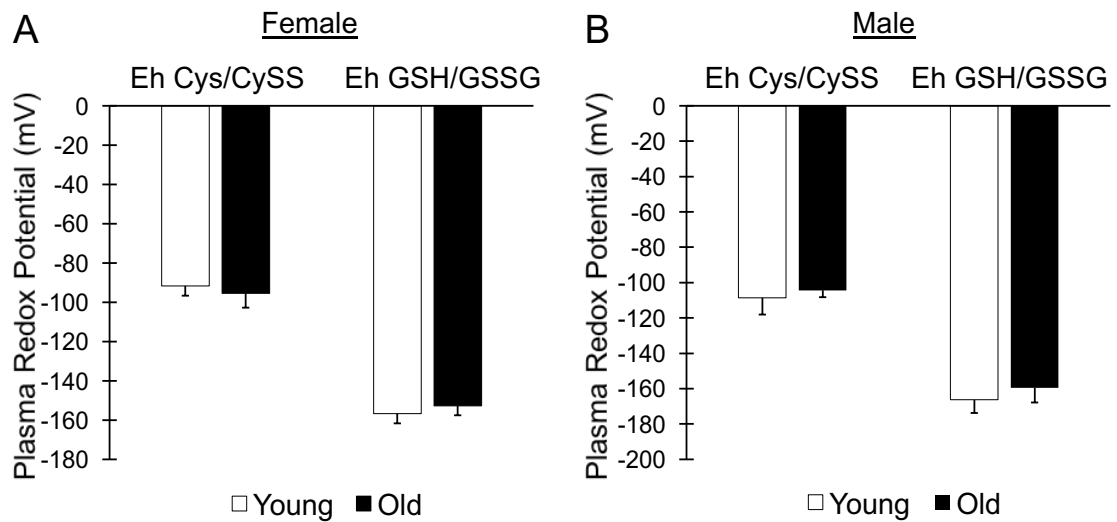 A
Female
Eh Cys/CySS
Eh GSH/GSSG
Plasma Redox Potential (mV)
0
-20
-40
-60
-80
-100
-120
-140
-160
-180
Young
Old
B
Male
Eh Cys/CySS
Eh GSH/GSSG
Plasma Redox Potential (mV)
0
-20
-40
-60
-80
-100
-120
-140
-160
-180
-200
Young
Old